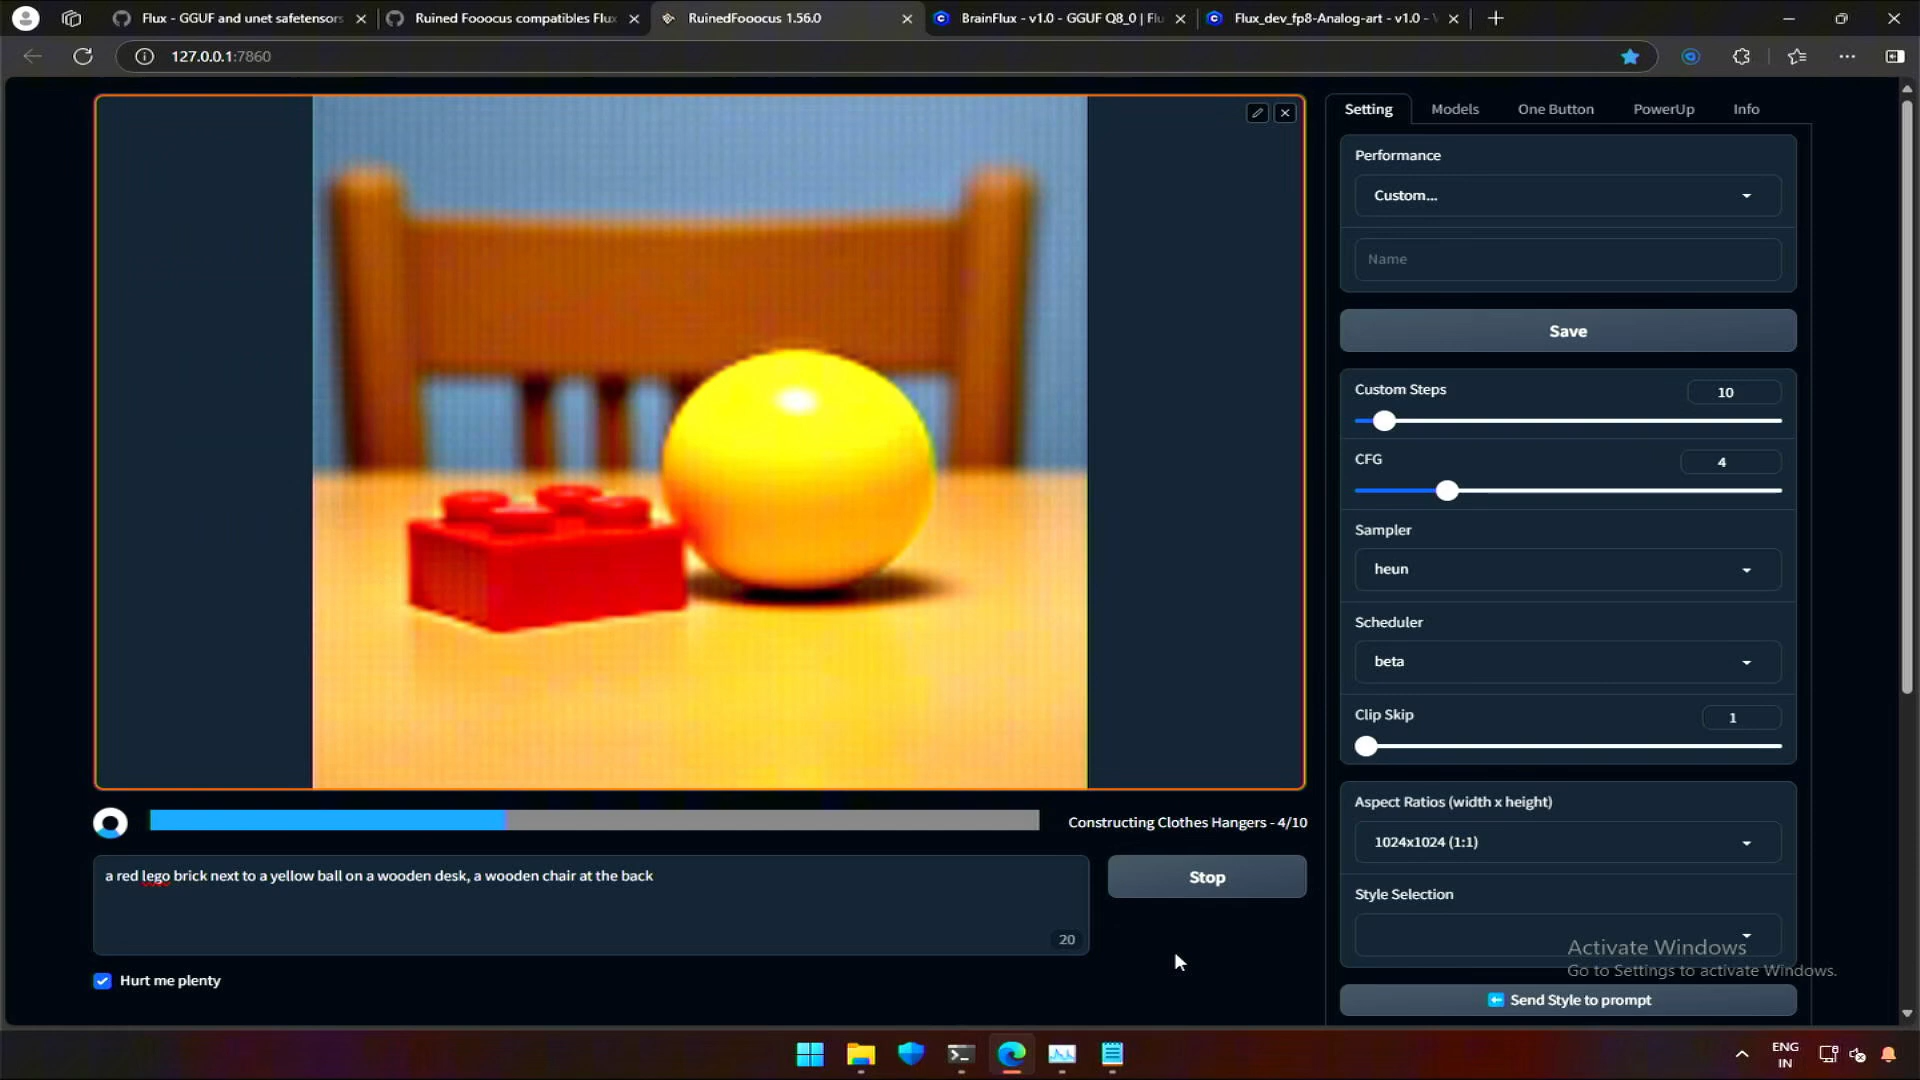 Flux - GGUF and unet safetensors
Ruined Fooocus compatibles Flux
RuinedFooocus 1.56.0
BrainFlux - v1.0 - GGUF Q8_0 | Flu
Flux_dev_fp8-Analog-art - v1.0 -
127.0.0.1:7860
Setting
Models
One Button
PowerUp
Info
Performance
Custom...
Name
Save
Custom Steps
10
CFG
4
Sampler
heun
Scheduler
beta
Clip Skip
1
Aspect Ratios (width x height)
1024x1024 (1:1)
Style Selection
Activate Windows
Go to Settings to activate Windows.
Send Style to prompt
Constructing Clothes Hangers - 4/10
a red lego brick next to a yellow ball on a wooden desk, a wooden chair at the back
20
Stop
Hurt me plenty
ENG
IN